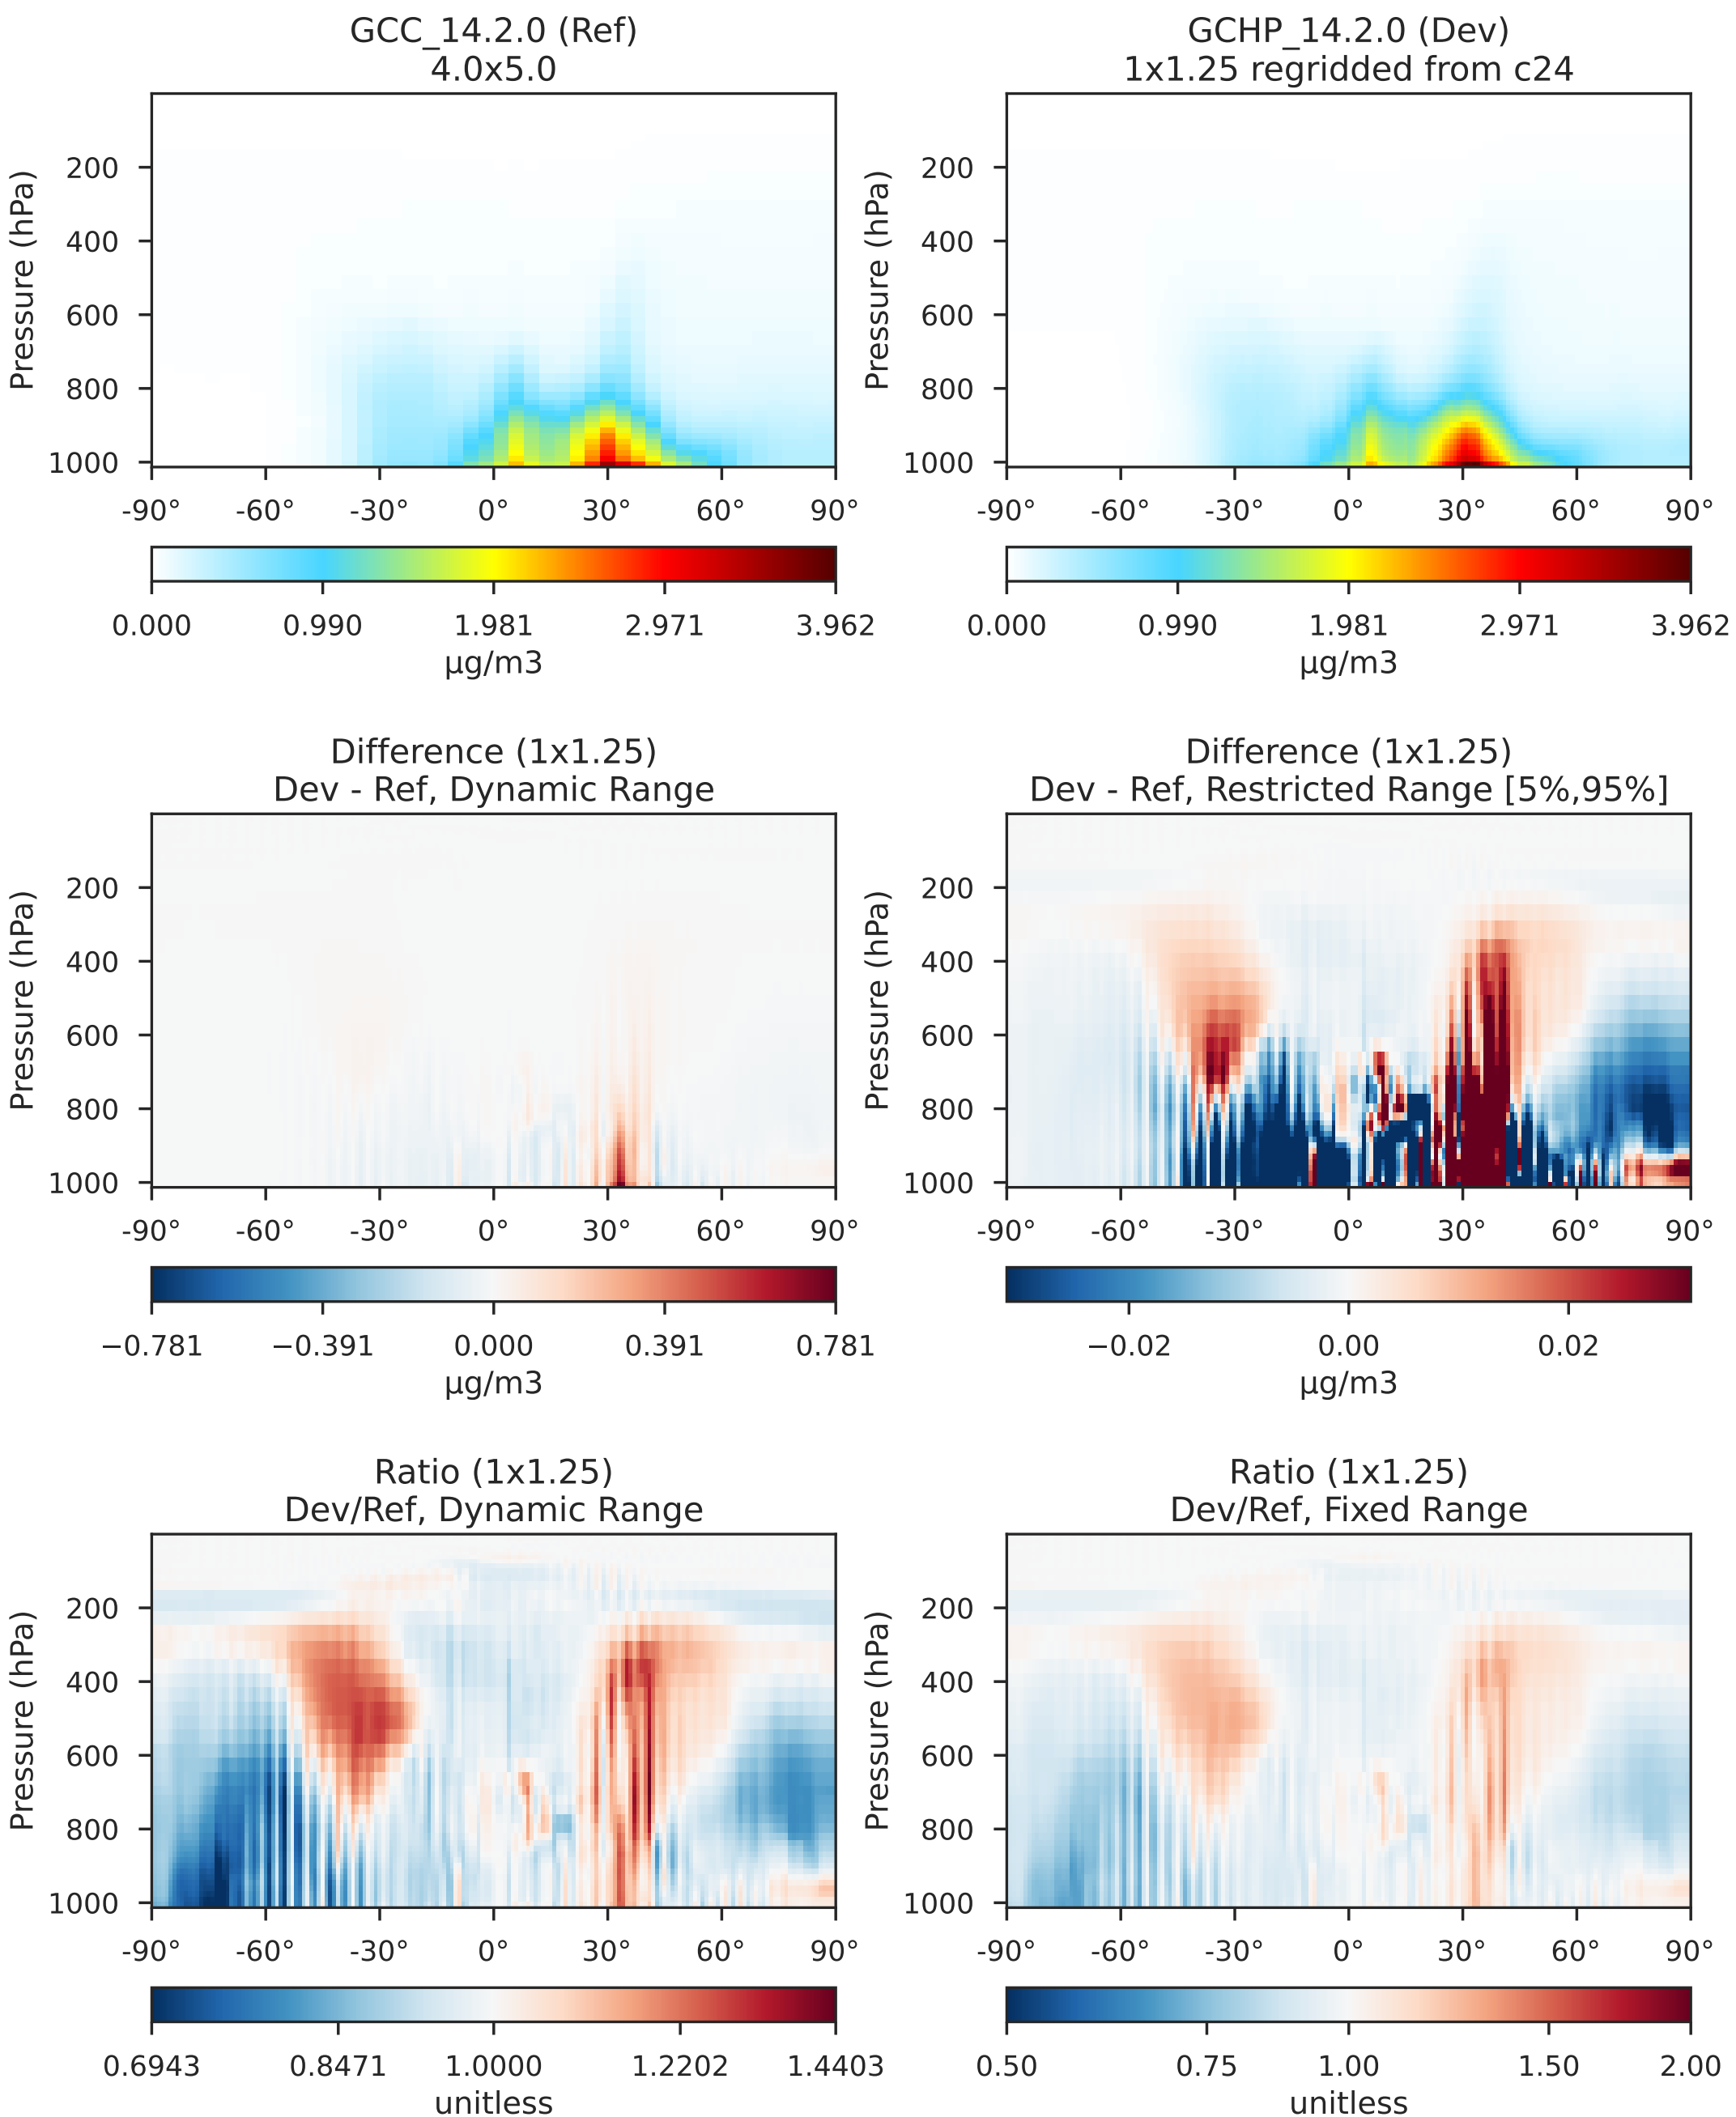 GCC_14.2.0 (Ref)
4.0x5.0
Pressure (hPa)
200
400
600
800
1000
-90° -60° -30° 0° 30° 60° 90°
0.000 0.990 1.981 2.971 3.962
µg/m3
GCHP_14.2.0 (Dev)
1x1.25 regridded from c24
Pressure (hPa)
200
400
600
800
1000
-90° -60° -30° 0° 30° 60° 90°
0.000 0.990 1.981 2.971 3.962
µg/m3
Difference (1x1.25)
Dev - Ref, Dynamic Range
Pressure (hPa)
200
400
600
800
1000
-90° -60° -30° 0° 30° 60° 90°
−0.781 −0.391 0.000 0.391 0.781
µg/m3
Difference (1x1.25)
Dev - Ref, Restricted Range [5%,95%]
Pressure (hPa)
200
400
600
800
1000
-90° -60° -30° 0° 30° 60° 90°
−0.02 0.00 0.02
µg/m3
Ratio (1x1.25)
Dev/Ref, Dynamic Range
Pressure (hPa)
200
400
600
800
1000
-90° -60° -30° 0° 30° 60° 90°
0.6943 0.8471 1.0000 1.2202 1.4403
unitless
Ratio (1x1.25)
Dev/Ref, Fixed Range
Pressure (hPa)
200
400
600
800
1000
-90° -60° -30° 0° 30° 60° 90°
0.50 0.75 1.00 1.50 2.00
unitless